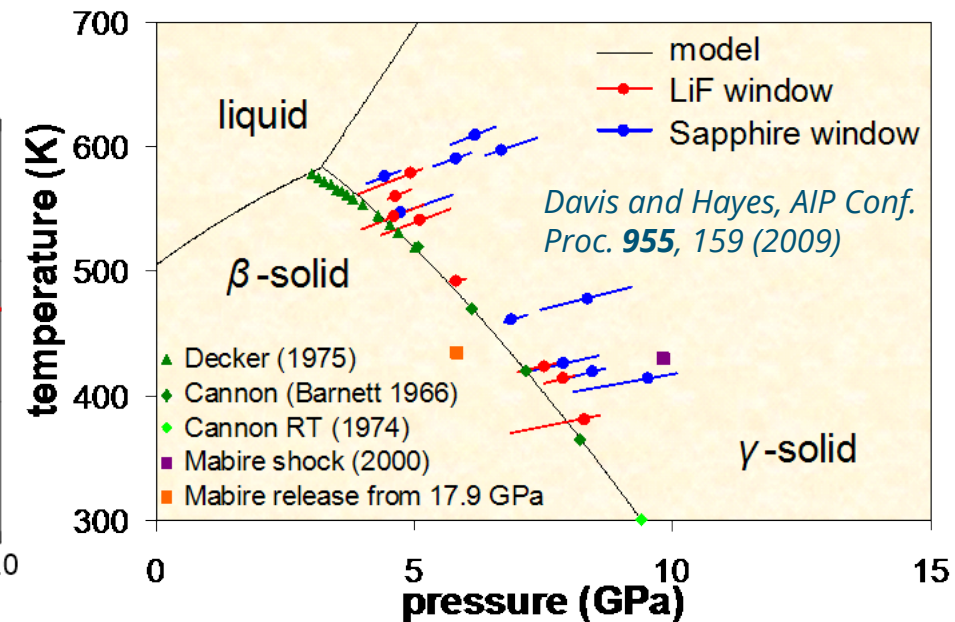 700
600
500
400
300
temperature (K)
liquid
β-solid
γ-solid
model
LiF window
Sapphire window
Davis and Hayes, AIP Conf.
Proc. 955, 159 (2009)
Decker (1975)
Cannon (Barnett 1966)
Cannon RT (1974)
Mabire shock (2000)
Mabire release from 17.9 GPa
0
0
5
10
15
pressure (GPa)